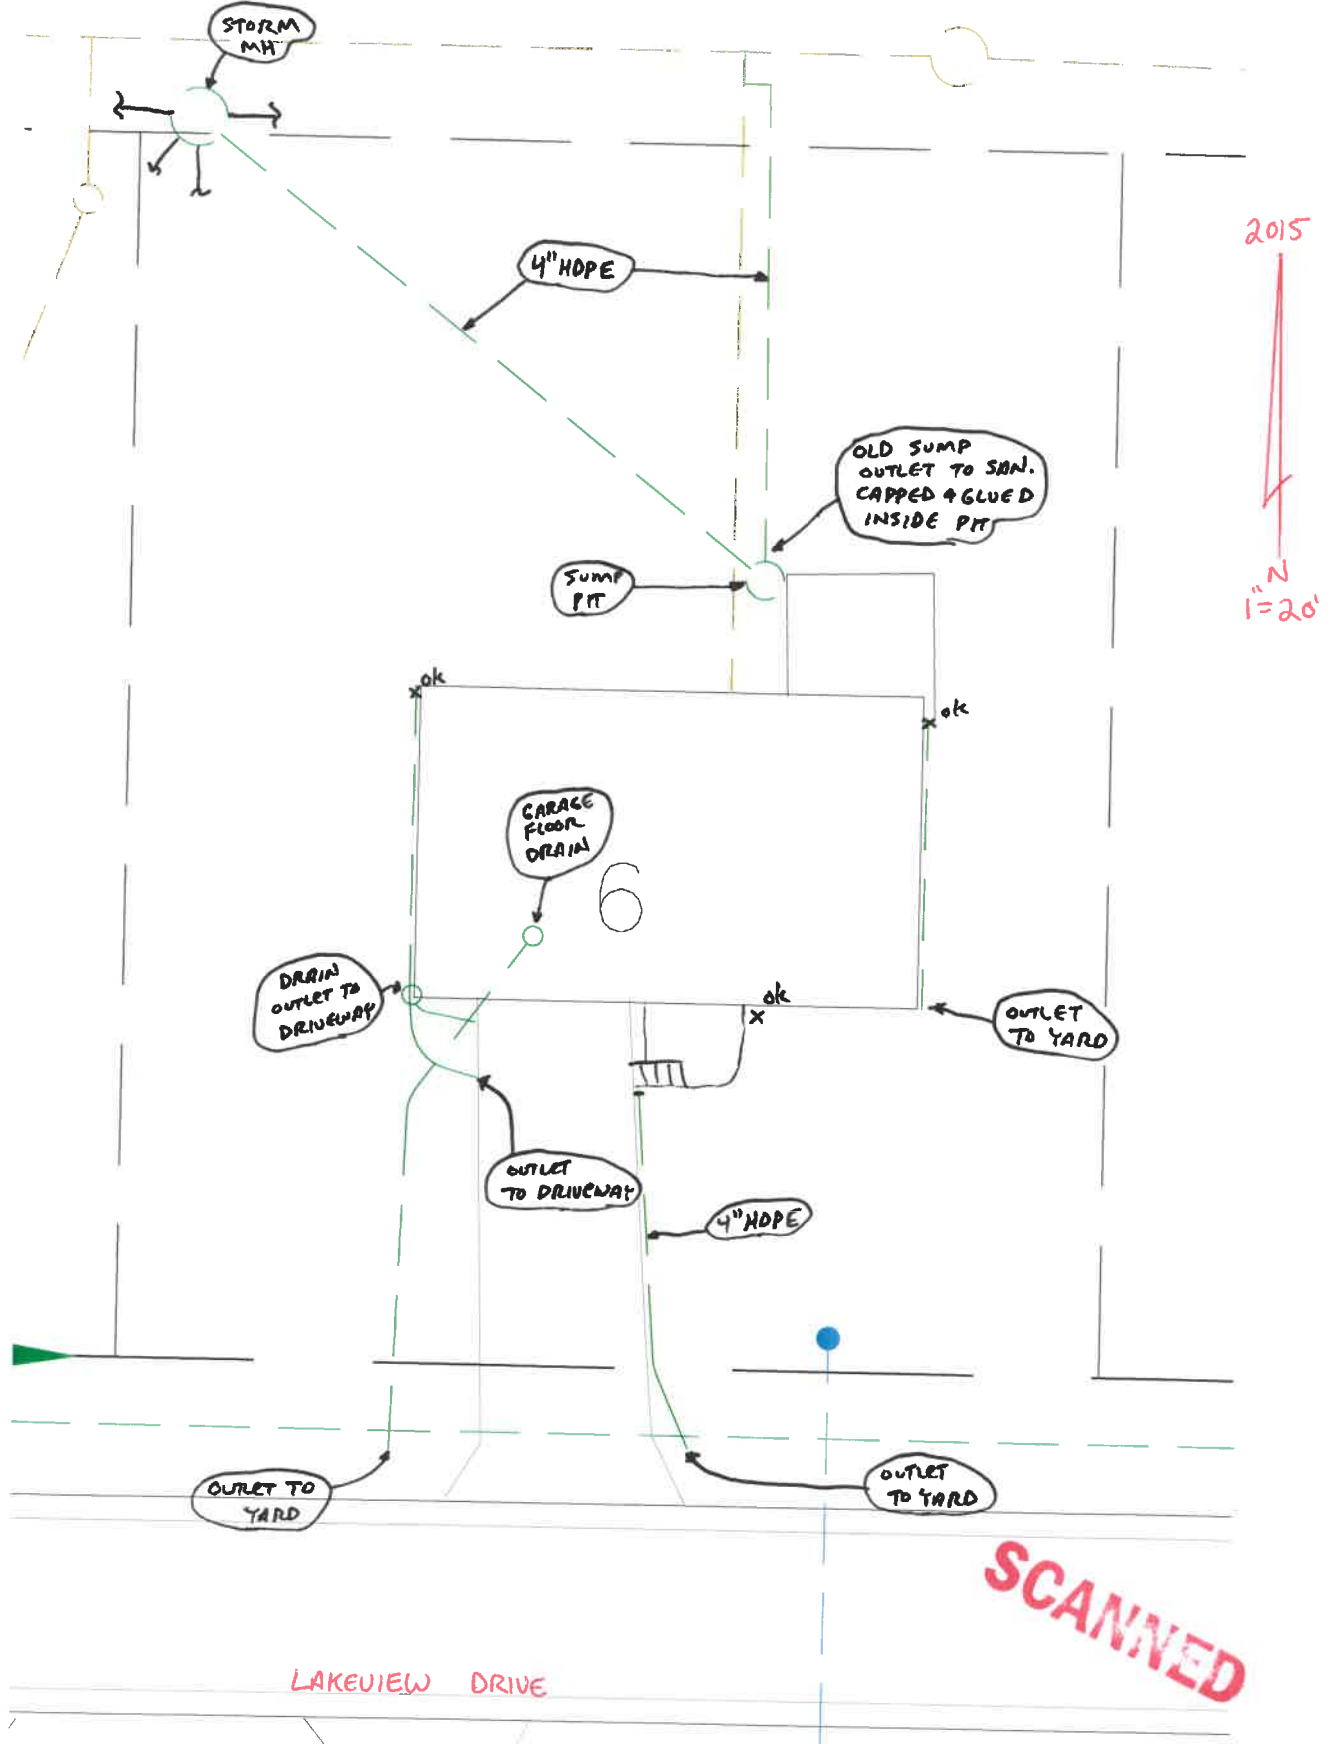 STORM
MH
2015
4" HDPE
OLD SUMP
OUTLET TO SAN.
CAPPED & GLUED
INSIDE PIT
SUMP
PIT
N
1"=20'
ok
ok
GARAGE
FLOOR
DRAIN
6
DRAIN
OUTLET TO
DRIVEWAY
ok
OUTLET
TO YARD
OUTLET
TO DRIVEWAY
4" HDPE
OUTLET TO
YARD
OUTLET
TO YARD
SCANNED
LAKEVIEW DRIVE